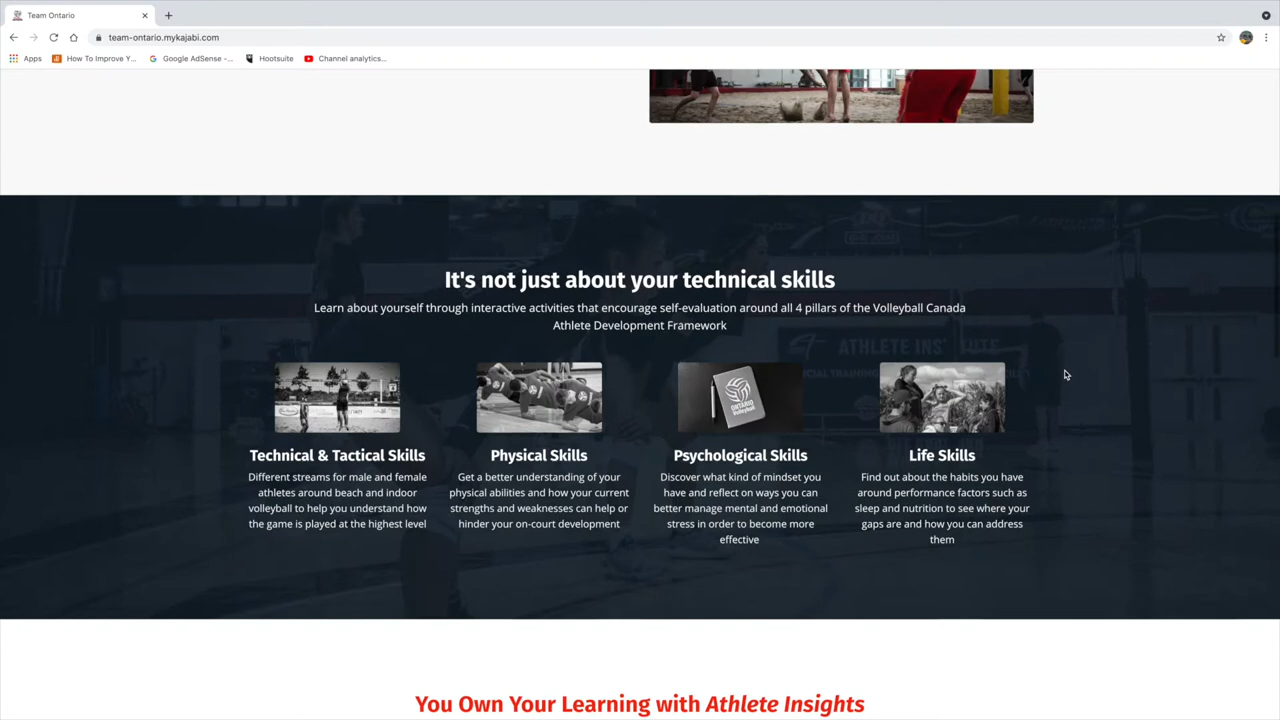 Team Ontario
team-ontario.mykajabi.com
Apps How To Improve Y... Google AdSense -... Hootsuite Channel analytics...
It's not just about your technical skills
Learn about yourself through interactive activities that encourage self-evaluation around all 4 pillars of the Volleyball Canada
Athlete Development Framework
ATHLETE INS
ONTARIO
Volleyball
Technical & Tactical Skills
Different streams for male and female
athletes around beach and indoor
volleyball to help you understand how
the game is played at the highest level
Physical Skills
Get a better understanding of your
physical abilities and how your current
strengths and weaknesses can help or
hinder your on-court development
Psychological Skills
Discover what kind of mindset you
have and reflect on ways you can
better manage mental and emotional
stress in order to become more
effective
Life Skills
Find out about the habits you have
around performance factors such as
sleep and nutrition to see where your
gaps are and how you can address
them
You Own Your Learning with Athlete Insights